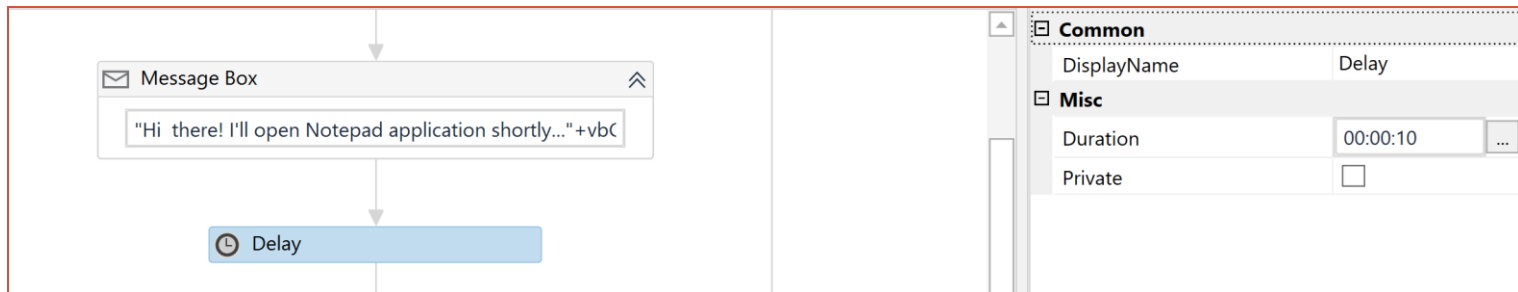 Message Box
"Hi  there! I'll open Notepad application shortly..."+vbC
Delay
Common
DisplayName Delay
Misc
Duration 00:00:10 ...
Private